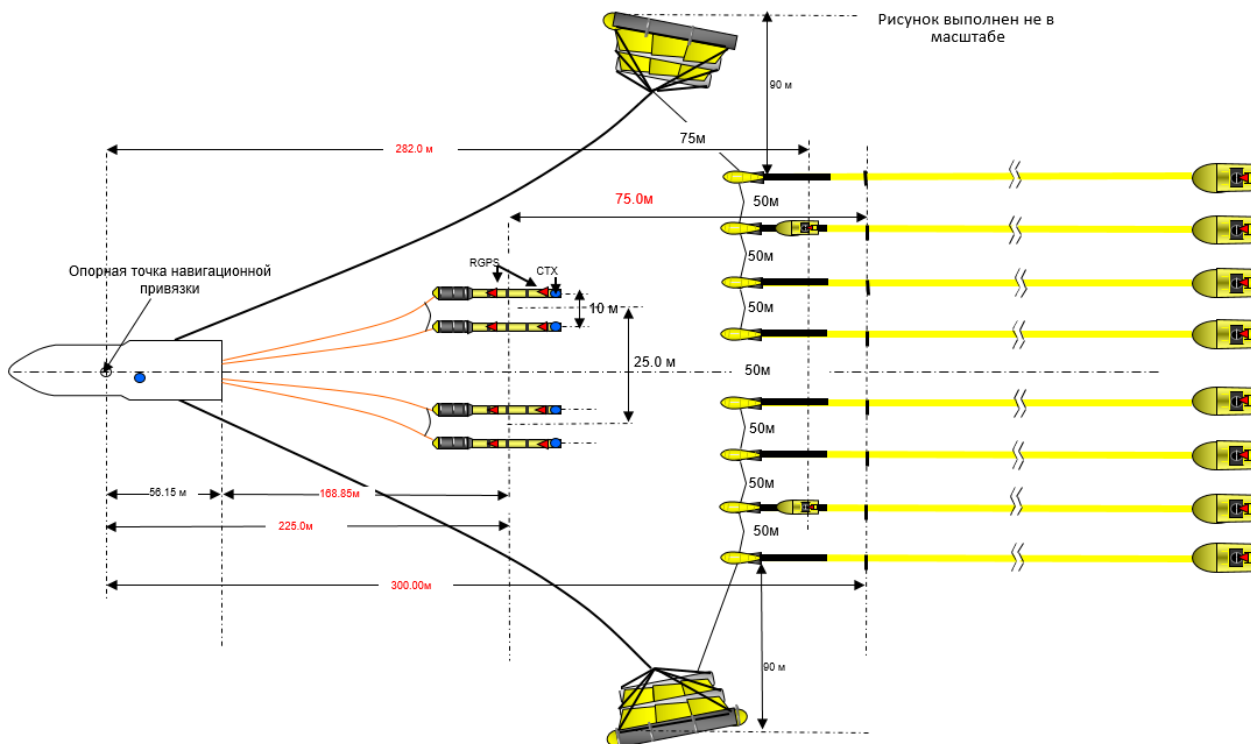 Рисунок выполнен не в
масштабе
90 м
75м
282.0 м
50м
75.0м
50м
RGPS
CTX
Опорная точка навигационной
привязки
50м
10 м
25.0 м
50м
50м
50м
56.15 м
168.85м
50м
225.0м
50м
300.00м
90 м